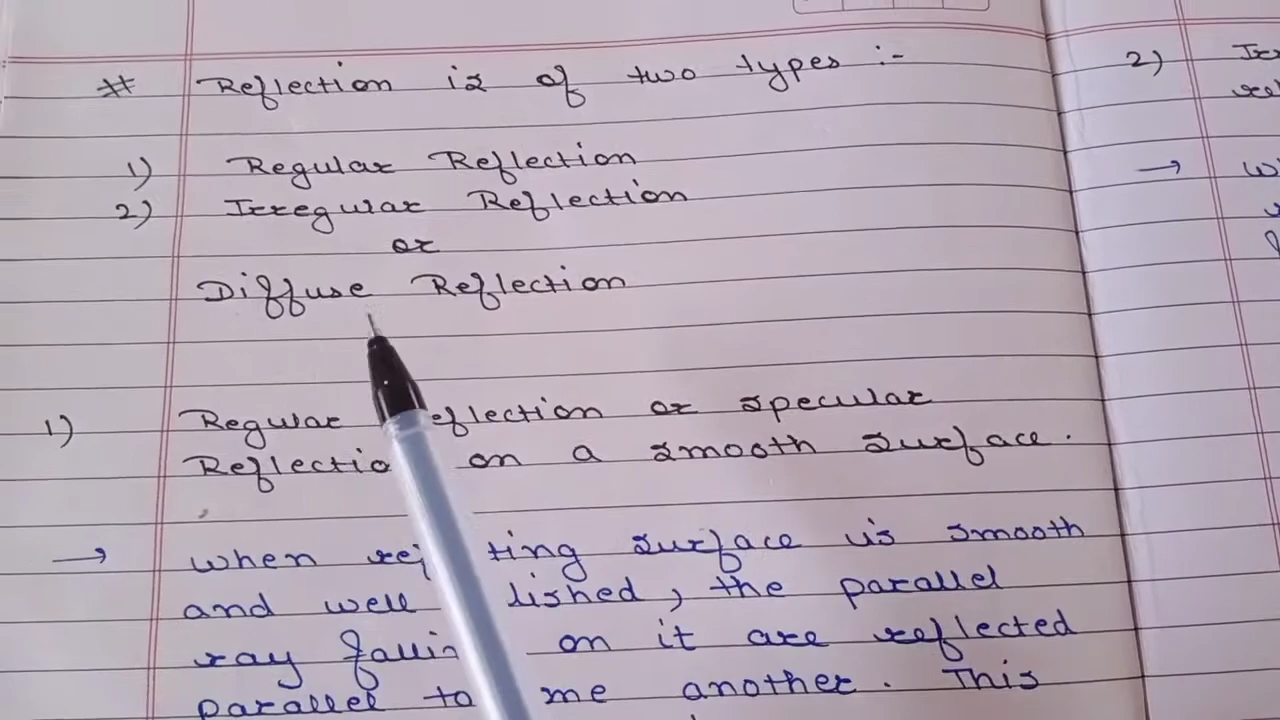 # Reflection is of two types :-
1) Regular Reflection
2) Irregular Reflection
or
Diffuse Reflection
1) Regular eflection or specular
Reflectio on a smooth surface.
→ When ting surface is smooth
and well lished, the parallel
ray fallin on it are reflected
parallel to me another. This
2)
→